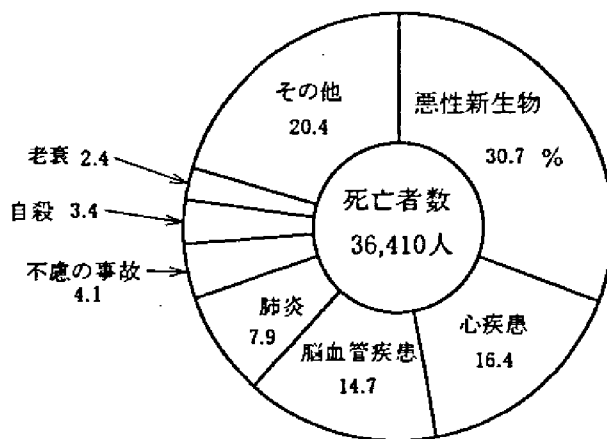 その他
20.4
悪性新生物
30.7 %
老衰 2.4
自殺 3.4
不慮の事故
4.1
死亡者数
36,410人
肺炎
7.9
脳血管疾患
14.7
心疾患
16.4